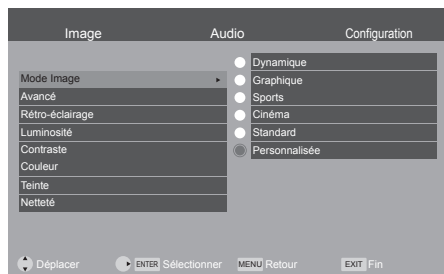 Image Audio Configuration
Dynamique
Mode Image Graphique
Avancé Sports
Rétro-éclairage Cinéma
Luminosité Standard
Contraste Personnalisée
Couleur
Teinte
Netteté
Déplacer ENTER Sélectionner MENU Retour EXIT Fin